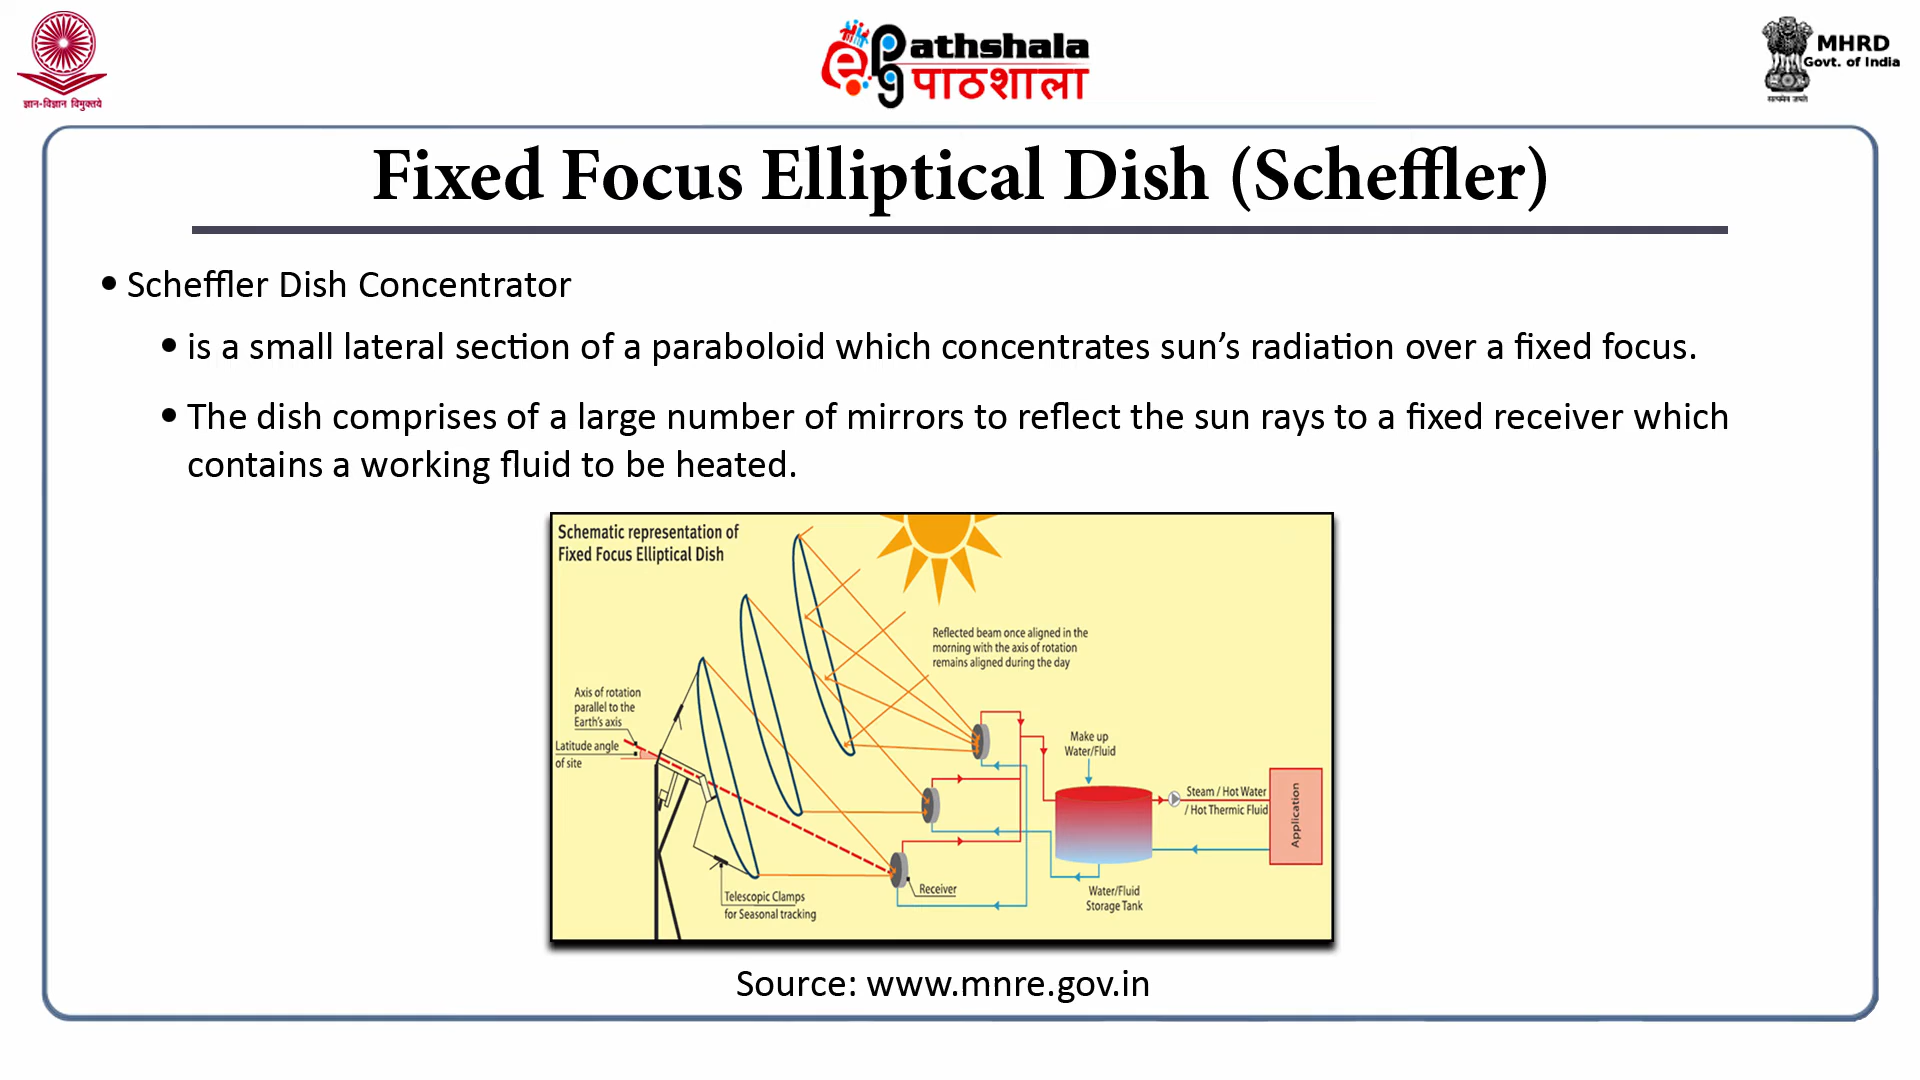 ज्ञान-विज्ञान विमुक्तये
ePathshala
पाठशाला
MHRD
Govt. of India
सत्यमेव जयते
Fixed Focus Elliptical Dish (Scheffler)
• Scheffler Dish Concentrator
• is a small lateral section of a paraboloid which concentrates sun’s radiation over a fixed focus.
• The dish comprises of a large number of mirrors to reflect the sun rays to a fixed receiver which
contains a working fluid to be heated.
Schematic representation of
Fixed Focus Elliptical Dish
Reflected beam once aligned in the
morning with the axis of rotation
remains aligned during the day
Axis of rotation
parallel to the
Earth's axis
Latitude angle
of site
Make up
Water/Fluid
Steam / Hot Water
/ Hot Thermic Fluid
Application
Receiver
Telescopic Clamps
for Seasonal tracking
Water/Fluid
Storage Tank
Source: www.mnre.gov.in